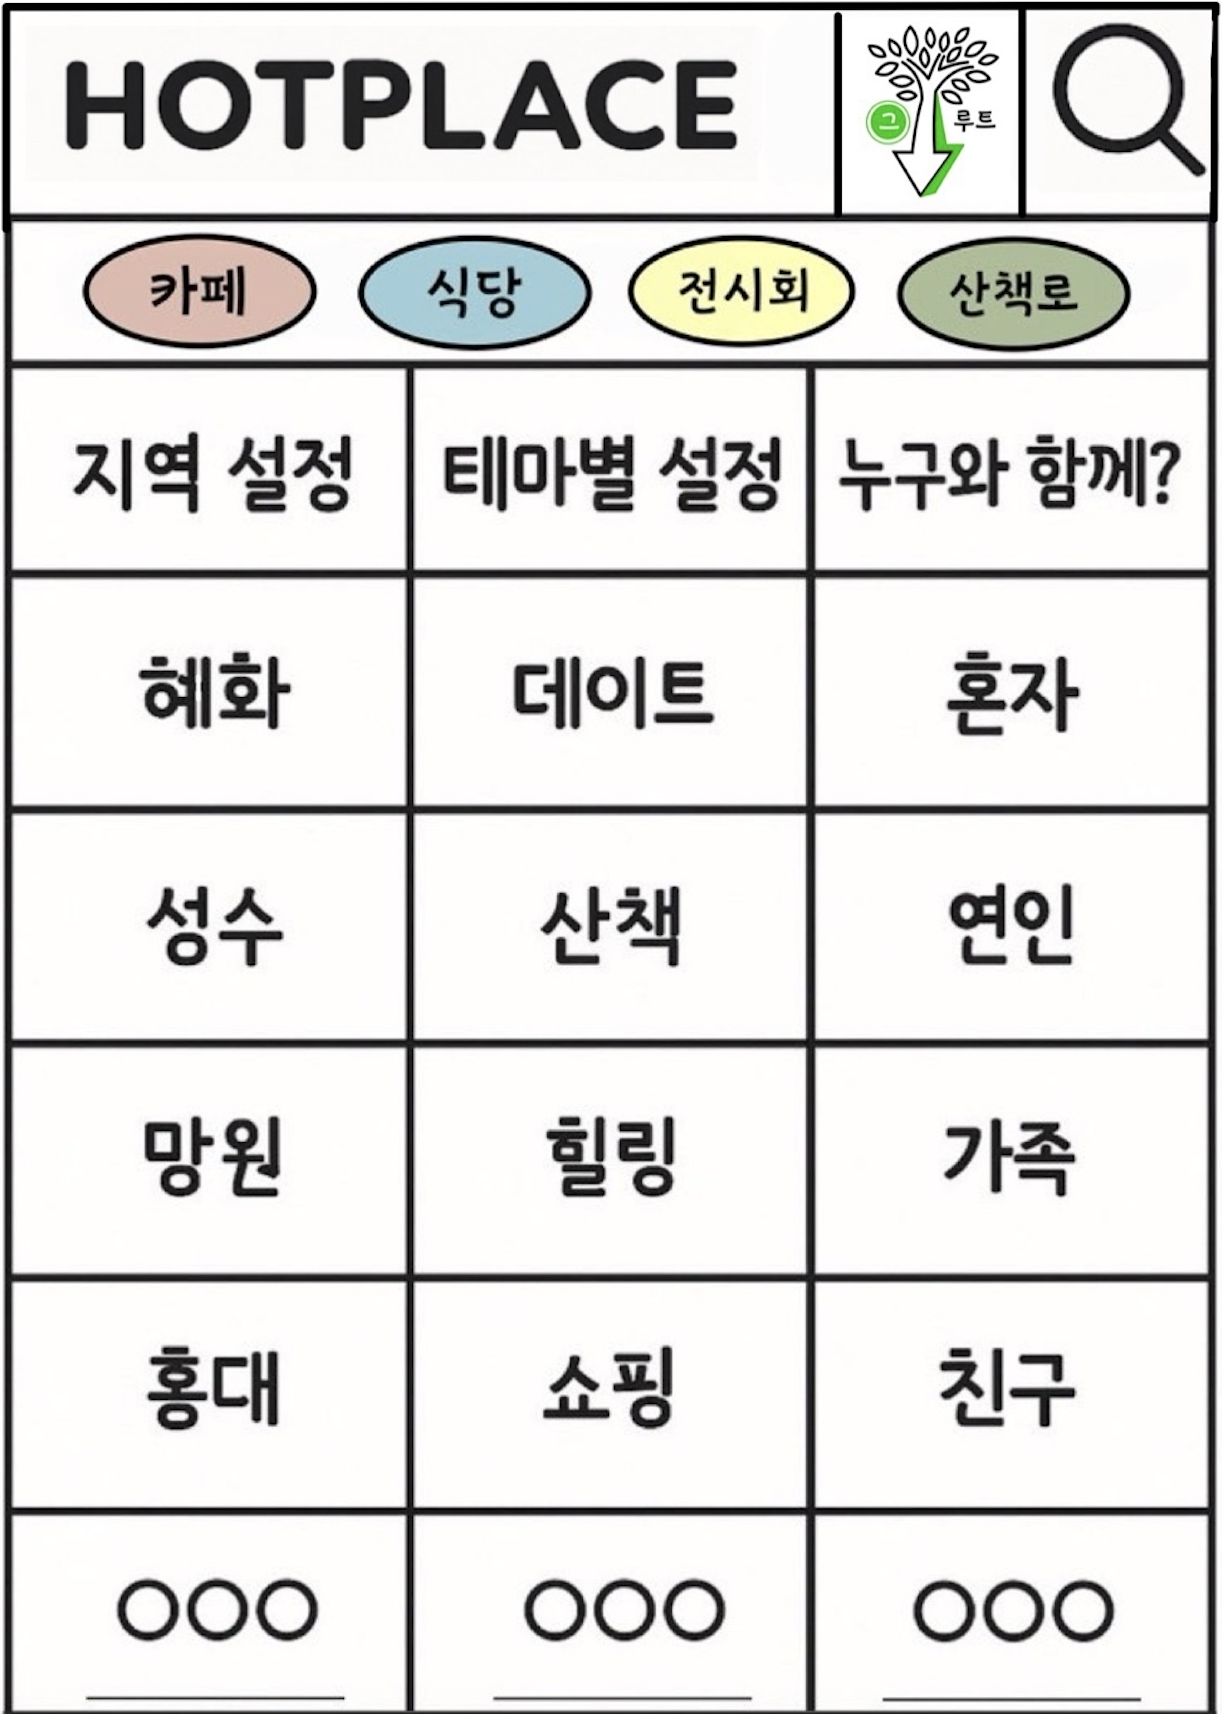 HOTPLACE
그 루트
카페 식당 전시회 산책로
지역 설정 테마별 설정 누구와 함께?
혜화 데이트 혼자
성수 산책 연인
망원 힐링 가족
홍대 쇼핑 친구
○○○ ○○○ ○○○